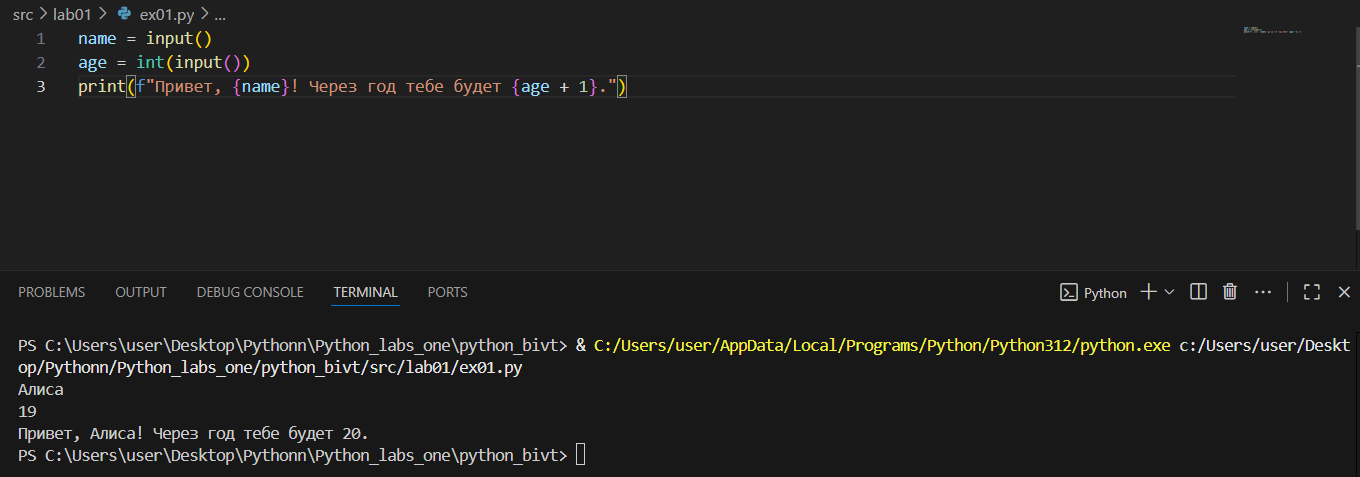 src > lab01 > ex01.py > ...
1 name = input()
2 age = int(input())
3 print(f"Привет, {name}! Через год тебе будет {age + 1}.")
PROBLEMS OUTPUT DEBUG CONSOLE TERMINAL PORTS Python
PS C:\Users\user\Desktop\Pythonn\Python_labs_one\python_bivt> & C:/Users/user/AppData/Local/Programs/Python/Python312/python.exe c:/Users/user/Deskt
op/Pythonn/Python_labs_one/python_bivt/src/lab01/ex01.py
Алиса
19
Привет, Алиса! Через год тебе будет 20.
PS C:\Users\user\Desktop\Pythonn\Python_labs_one\python_bivt>